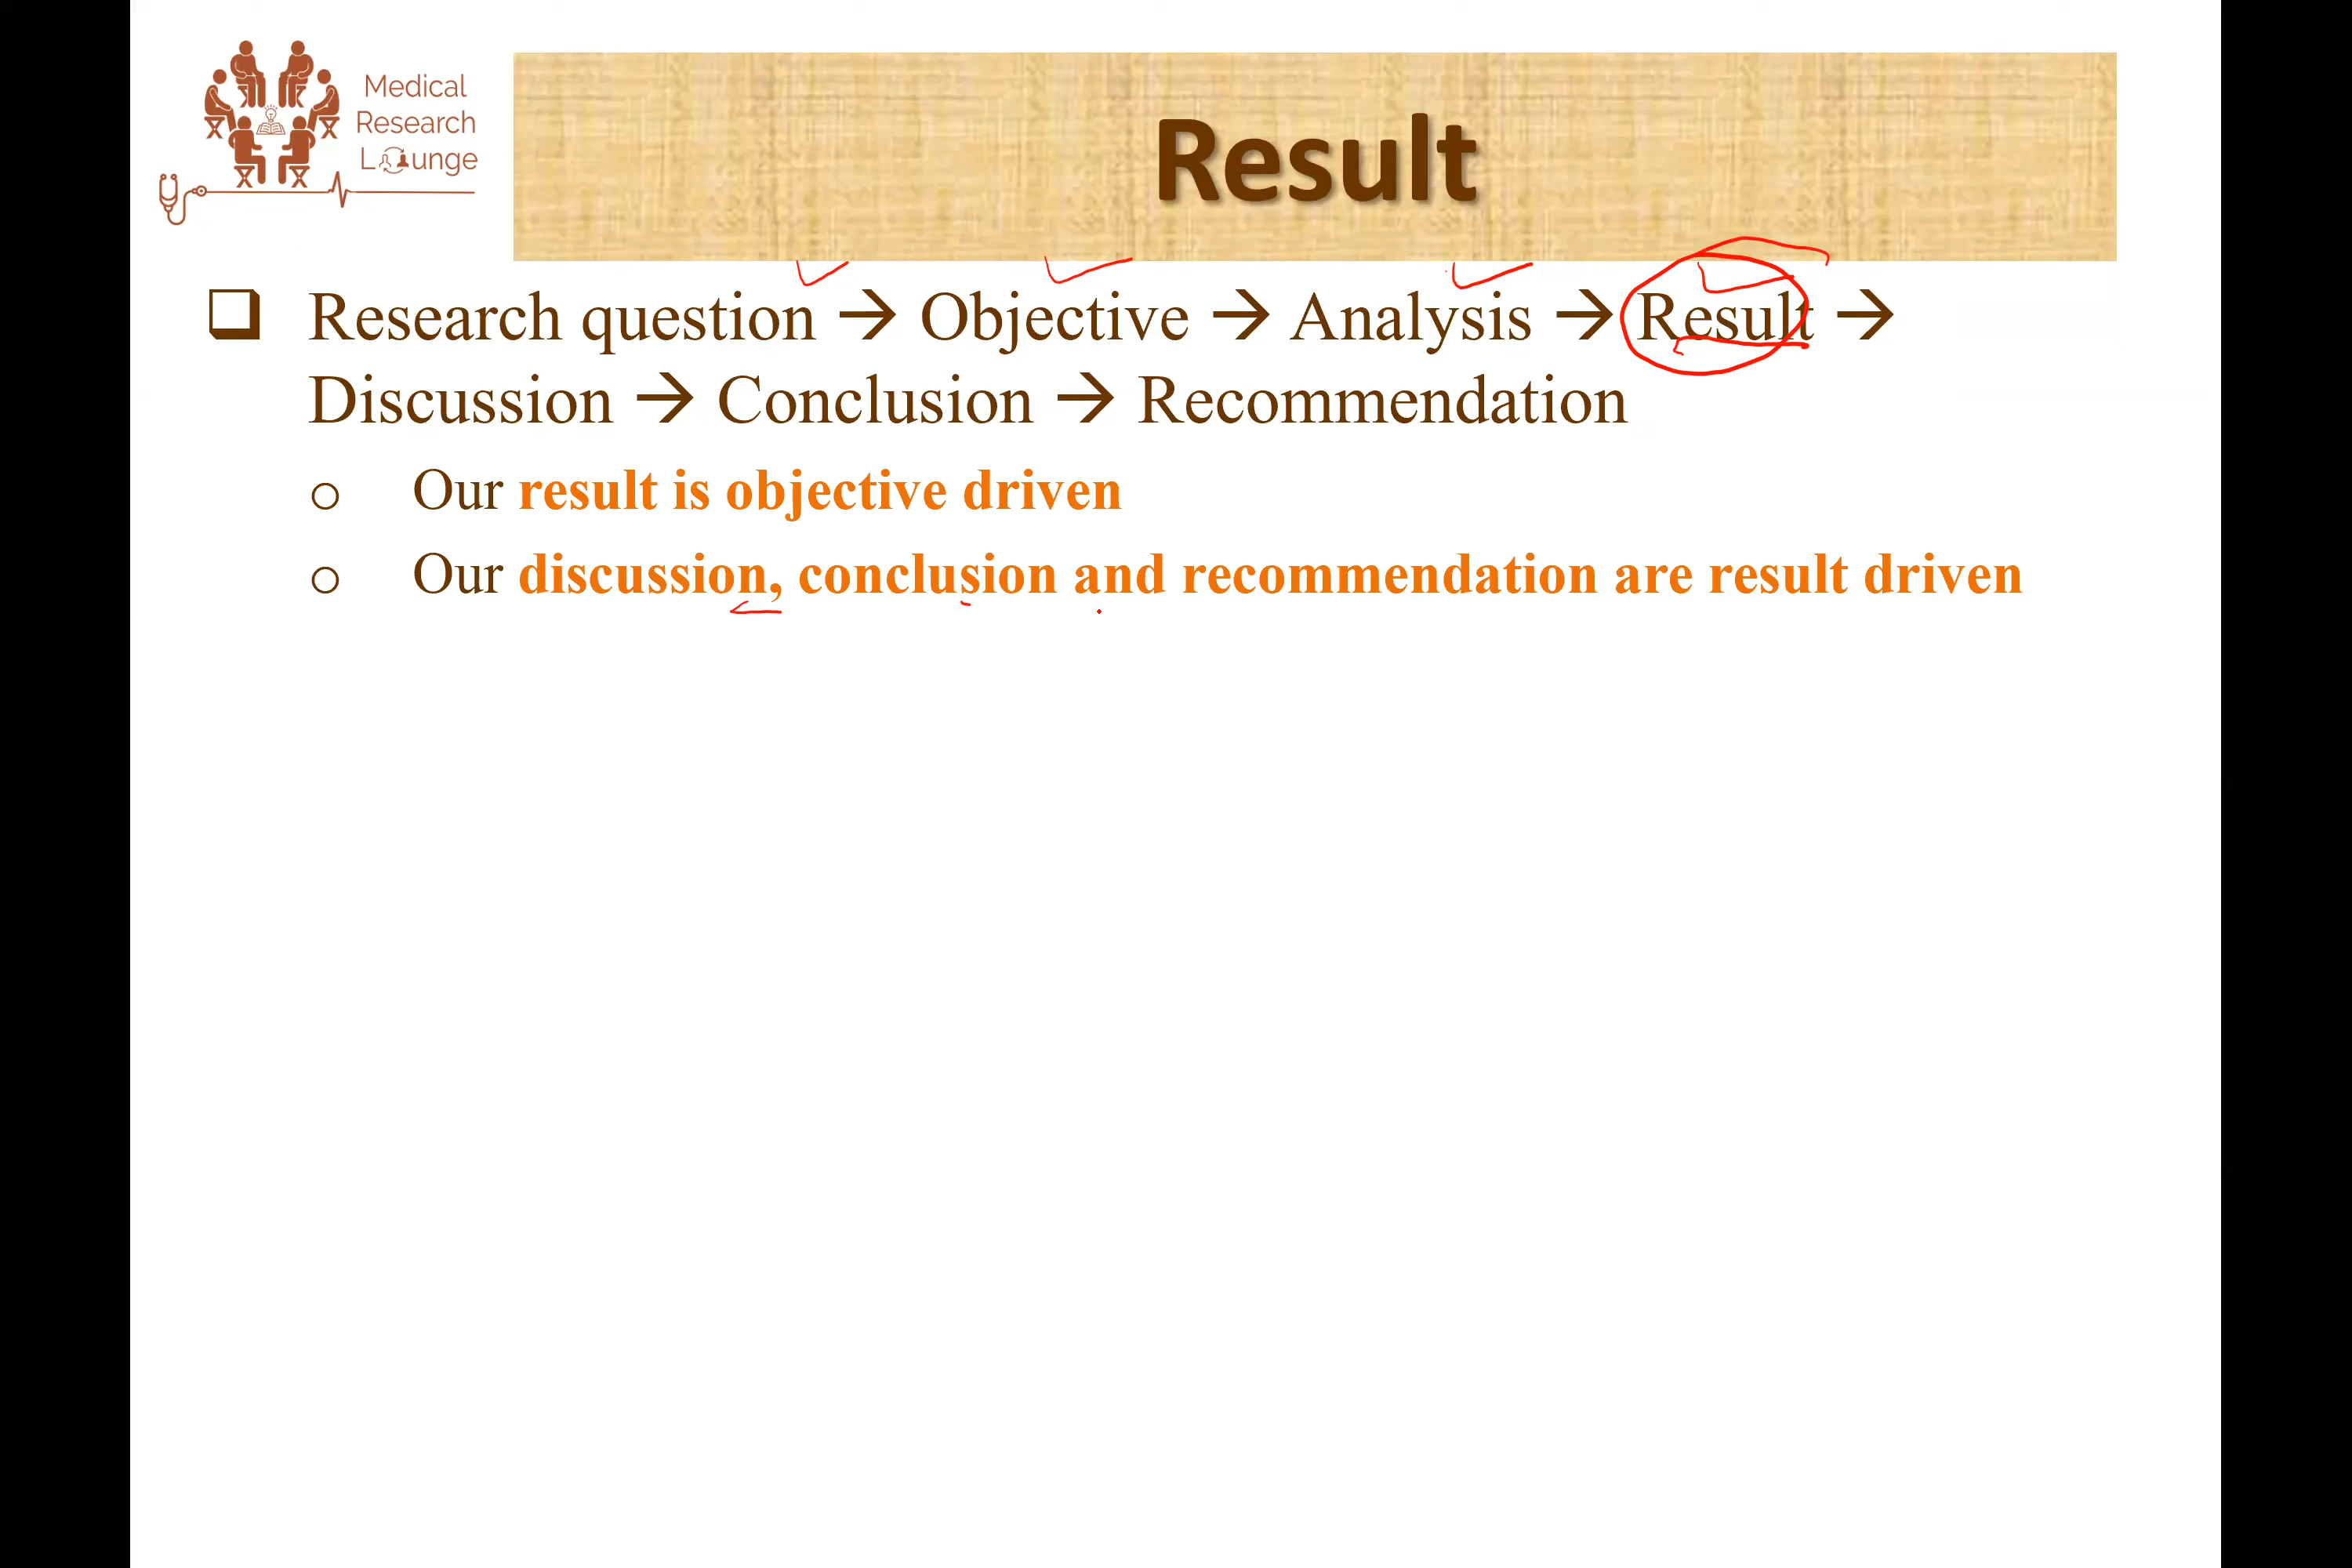 Medical
Research
Lounge
Result
❑ Research question → Objective → Analysis → Result →
Discussion → Conclusion → Recommendation
o Our result is objective driven
o Our discussion, conclusion and recommendation are result driven